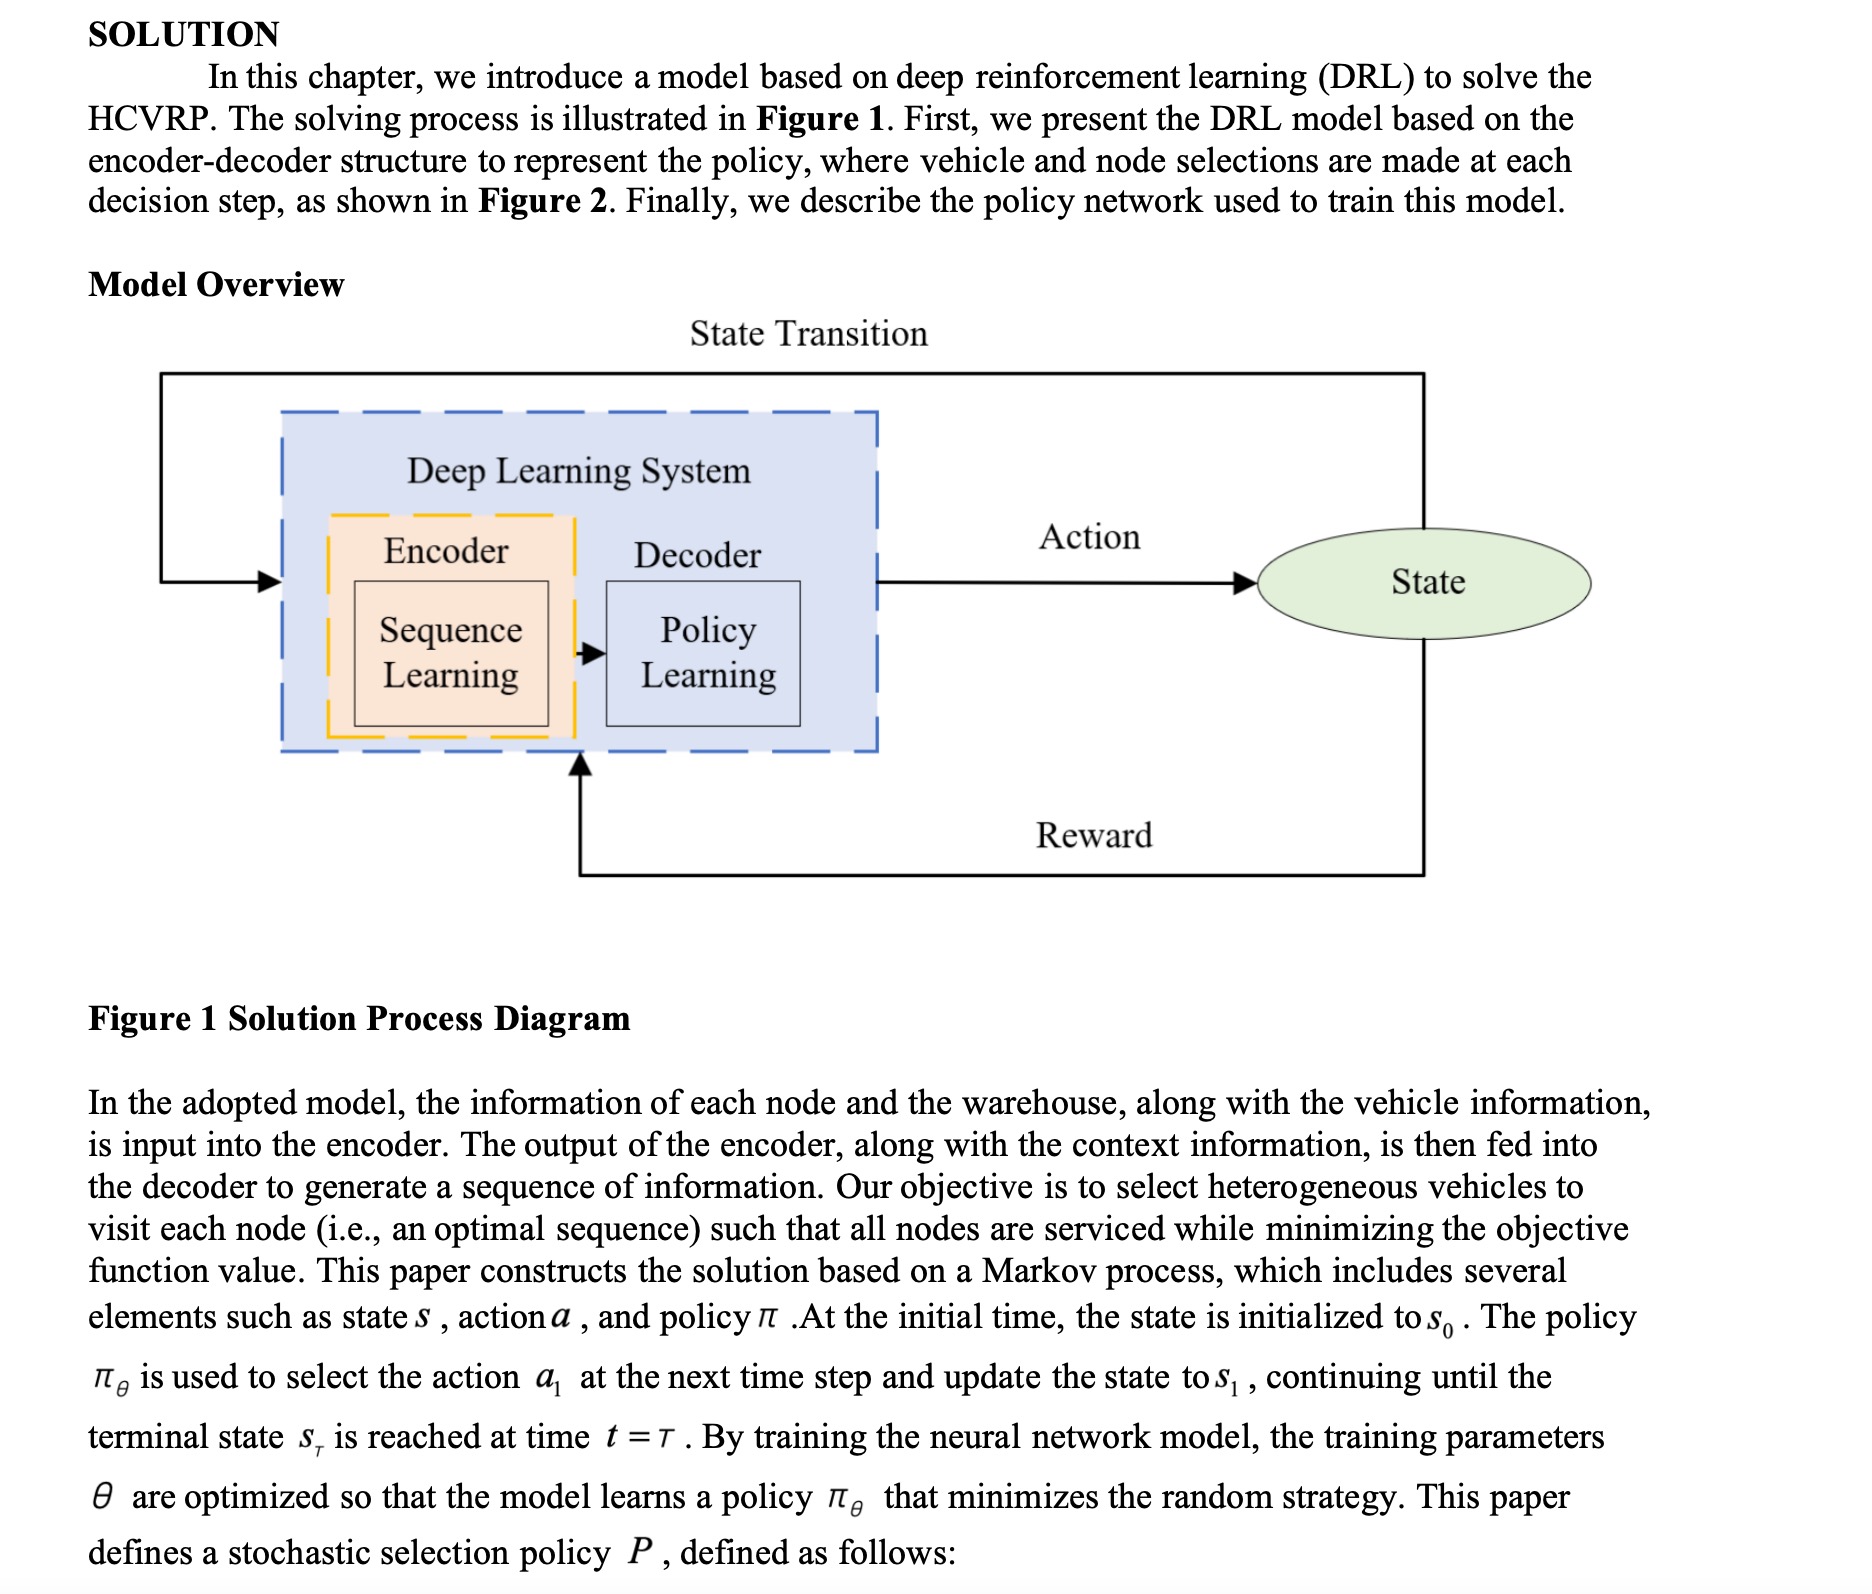 SOLUTION
In this chapter, we introduce a model based on deep reinforcement learning (DRL) to solve the
HCVRP. The solving process is illustrated in Figure 1. First, we present the DRL model based on the
encoder-decoder structure to represent the policy, where vehicle and node selections are made at each
decision step, as shown in Figure 2. Finally, we describe the policy network used to train this model.
Model Overview
State Transition
Deep Learning System
Encoder
Decoder
Sequence
Learning
Policy
Learning
Action
State
Reward
Figure 1 Solution Process Diagram
In the adopted model, the information of each node and the warehouse, along with the vehicle information,
is input into the encoder. The output of the encoder, along with the context information, is then fed into
the decoder to generate a sequence of information. Our objective is to select heterogeneous vehicles to
visit each node (i.e., an optimal sequence) such that all nodes are serviced while minimizing the objective
function value. This paper constructs the solution based on a Markov process, which includes several
elements such as state s , action a , and policy π .At the initial time, the state is initialized to s₀ . The policy
π_θ is used to select the action a₁ at the next time step and update the state to s₁ , continuing until the
terminal state s_τ is reached at time t = τ . By training the neural network model, the training parameters
θ are optimized so that the model learns a policy π_θ that minimizes the random strategy. This paper
defines a stochastic selection policy P , defined as follows: